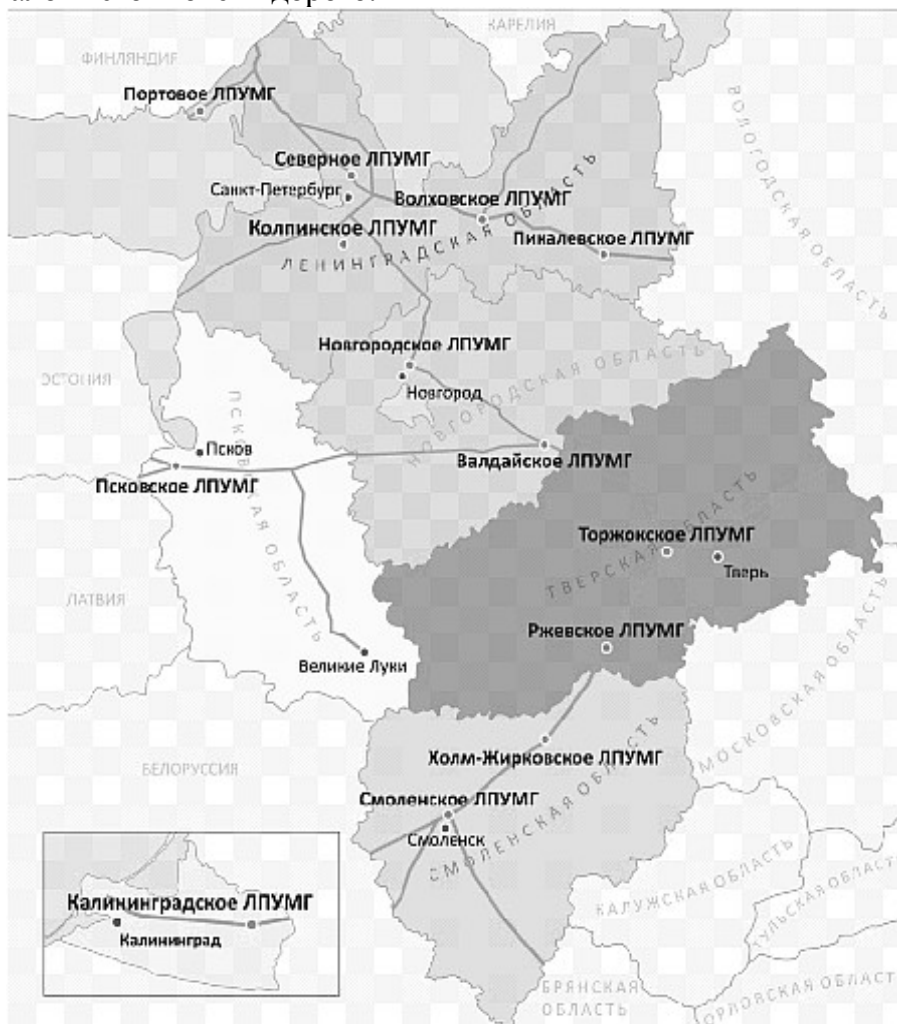 КАРЕЛИЯ
ФИНЛЯНДИЯ
Портовое ЛПУМГ
ВОЛОГОДСКАЯ ОБЛАСТЬ
Северное ЛПУМГ
Санкт-Петербург
Волховское ЛПУМГ
Колпинское ЛПУМГ
Пикалевское ЛПУМГ
ЛЕНИНГРАДСКАЯ ОБЛАСТЬ
Новгородское ЛПУМГ
ЭСТОНИЯ
Новгород
НОВГОРОДСКАЯ ОБЛАСТЬ
ПСКОВСКАЯ ОБЛАСТЬ
Псков
Валдайское ЛПУМГ
Псковское ЛПУМГ
Торжокское ЛПУМГ
Тверь
ТВЕРСКАЯ ОБЛАСТЬ
ЛАТВИЯ
Ржевское ЛПУМГ
Великие Луки
МОСКОВСКАЯ ОБЛАСТЬ
Холм-Жирковское ЛПУМГ
БЕЛОРУССИЯ
Смоленское ЛПУМГ
Смоленск
СМОЛЕНСКАЯ ОБЛАСТЬ
Калининградское ЛПУМГ
Калининград
КАЛУЖСКАЯ ОБЛАСТЬ
ТУЛЬСКАЯ ОБЛАСТЬ
БРЯНСКАЯ
ОБЛАСТЬ
ОРЛОВСКАЯ ОБЛАСТЬ